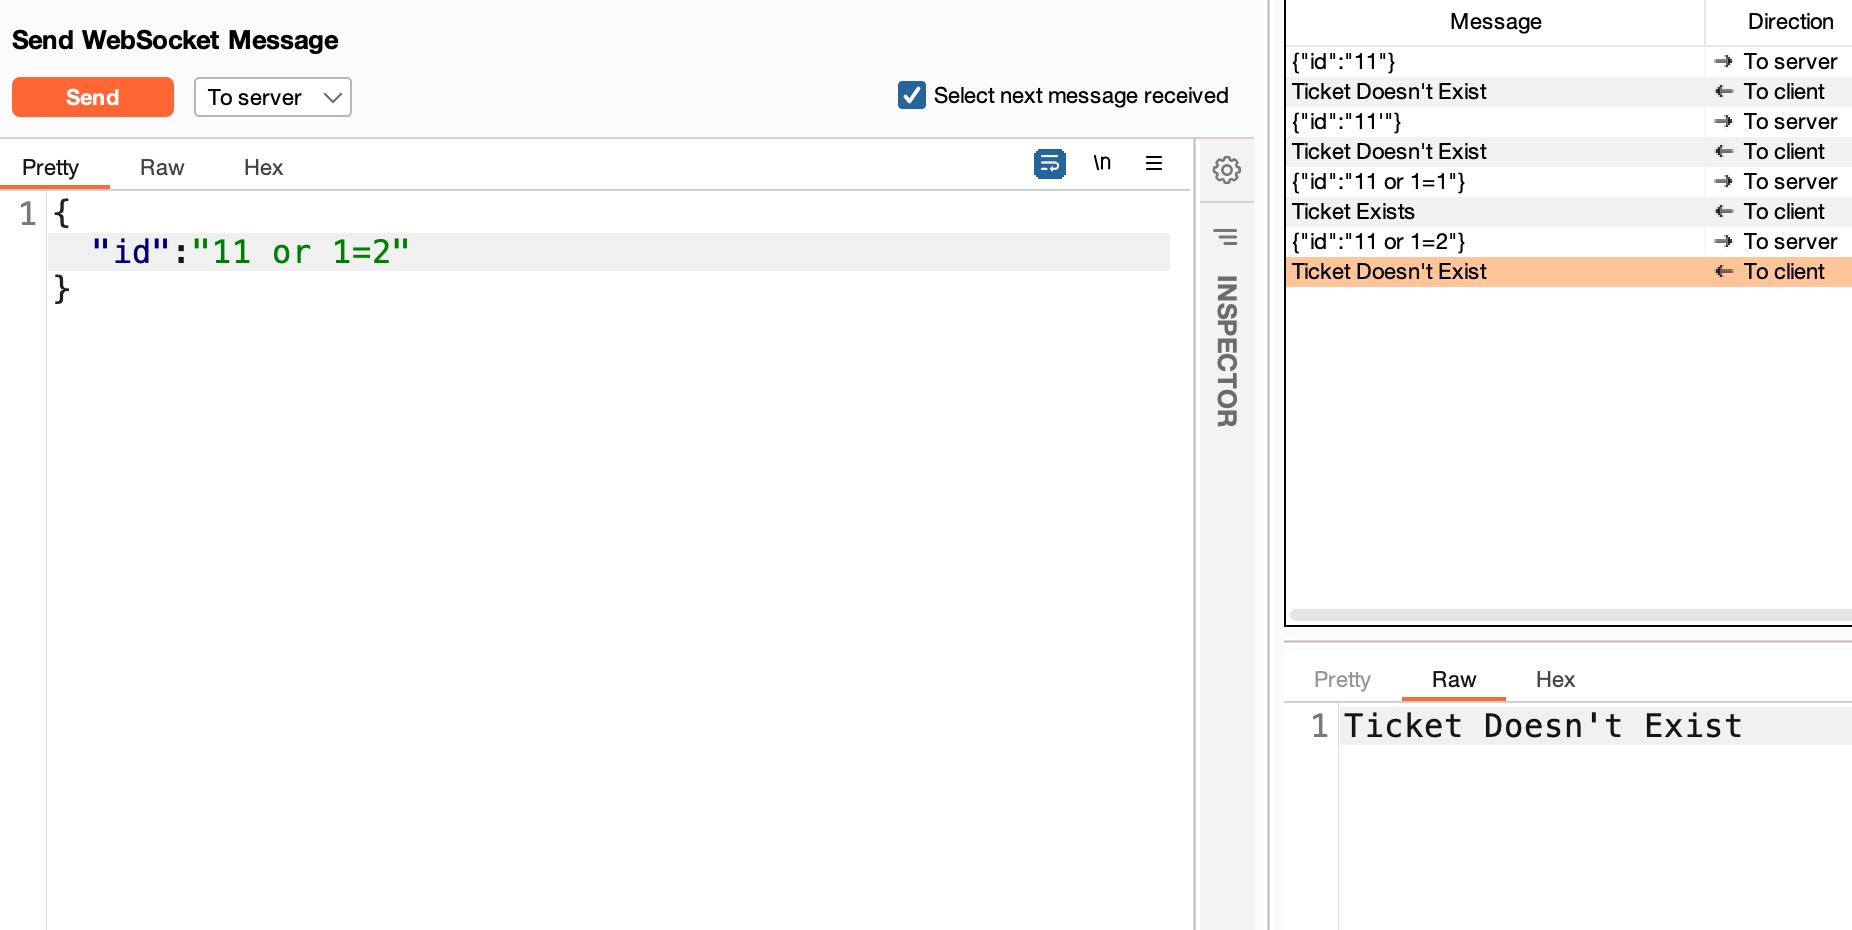 Send WebSocket Message
Send
To server
Select next message received
Pretty Raw Hex
\n
1 {
"id":"11 or 1=2"
}
INSPECTOR
Message Direction
{"id":"11"} → To server
Ticket Doesn't Exist ← To client
{"id":"11'"} → To server
Ticket Doesn't Exist ← To client
{"id":"11 or 1=1"} → To server
Ticket Exists ← To client
{"id":"11 or 1=2"} → To server
Ticket Doesn't Exist ← To client
Pretty Raw Hex
1 Ticket Doesn't Exist